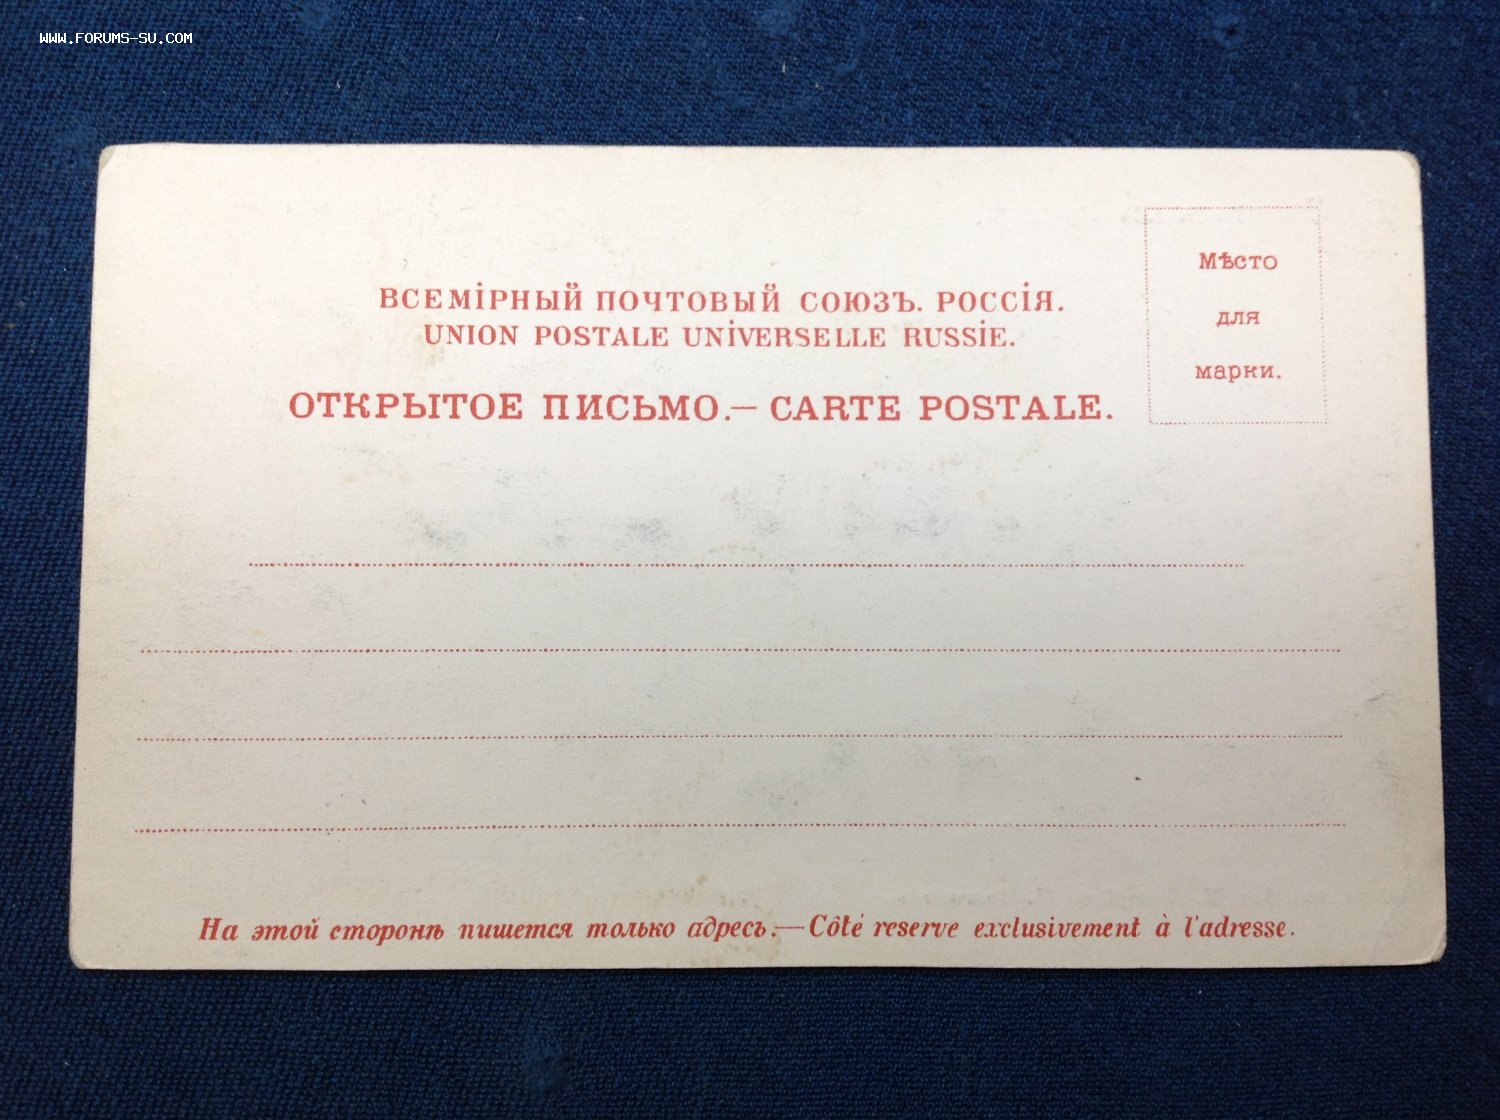 WWW.FORUMS-SU.COM
Мѣсто
для
марки.
ВСЕМІРНЫЙ ПОЧТОВЫЙ СОЮЗЪ. РОССІЯ.
UNION POSTALE UNIVERSELLE RUSSIE.
ОТКРЫТОЕ ПИСЬМО.— CARTE POSTALE.
На этой сторонѣ пишется только адресъ.—Côté reserve exclusivement à l'adresse.